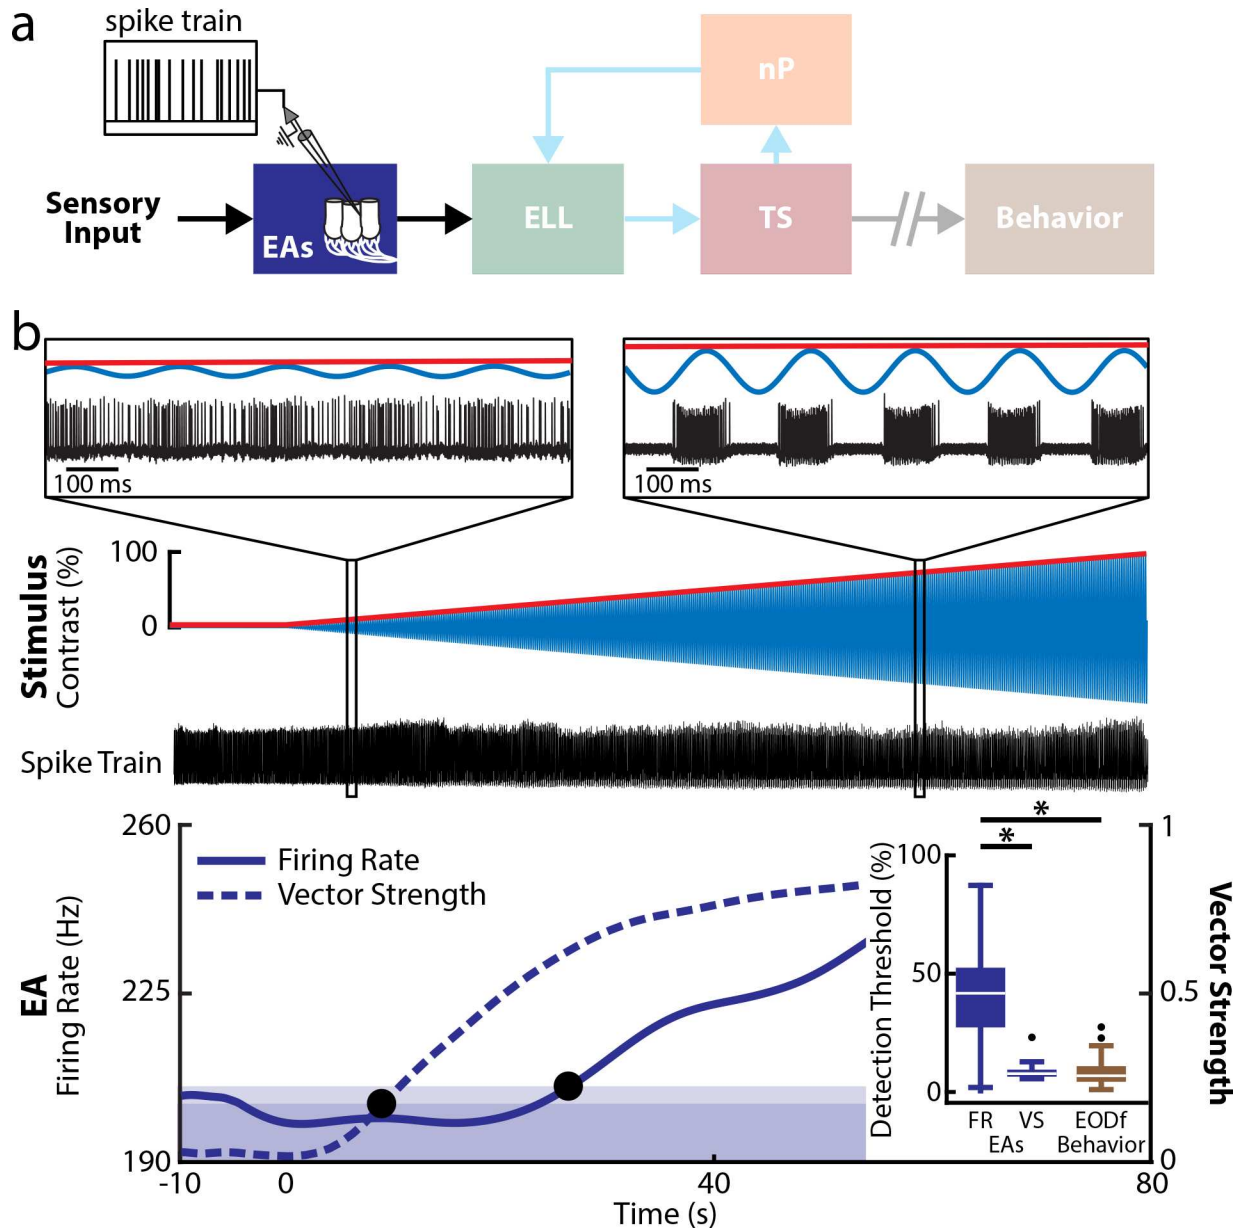 a
spike train
nP
Sensory
Input
EAs
ELL
TS
Behavior
b
100 ms
100 ms
Stimulus
Contrast (%)
100
0
Spike Train
EA
Firing Rate (Hz)
260
225
190
Firing Rate
Vector Strength
Detection Threshold (%)
100
50
0
*
*
FR
VS
EODf
EAs
Behavior
1
0.5
0
Vector
Strength
-10
0
40
80
Time (s)